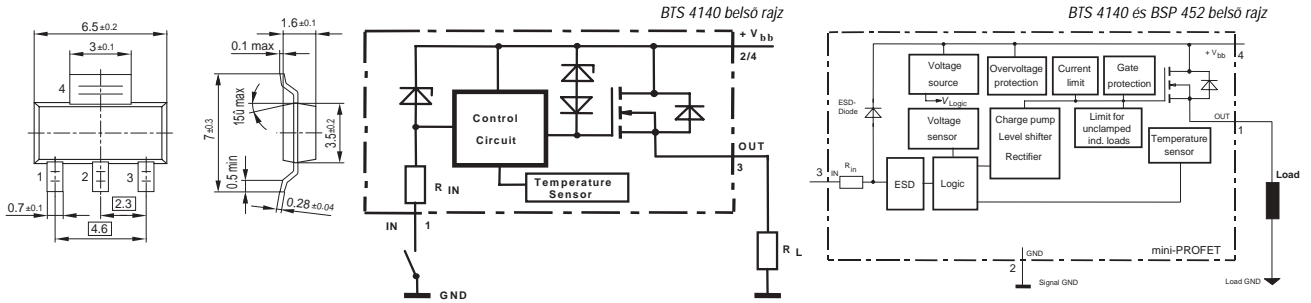 6.5±0.2
3±0.1
4
1
2
3
0.7±0.1
2.3
4.6
1.6±0.1
0.1 max
15° max
7±0.3
3.5±0.2
0.5 min
0.28±0.04
BTS 4140 belső rajz
+ Vbb
2/4
Control
Circuit
R IN
Temperature
Sensor
OUT
3
IN
1
R L
GND
BTS 4140 és BSP 452 belső rajz
+ Vbb
4
Voltage
source
Overvoltage
protection
Current
limit
Gate
protection
VLogic
ESD-
Diode
Voltage
sensor
Charge pump
Level shifter
Rectifier
Limit for
unclamped
ind. loads
OUT
1
Temperature
sensor
Rin
3
IN
ESD
Logic
Load
mini-PROFET
GND
2
Signal GND
Load GND